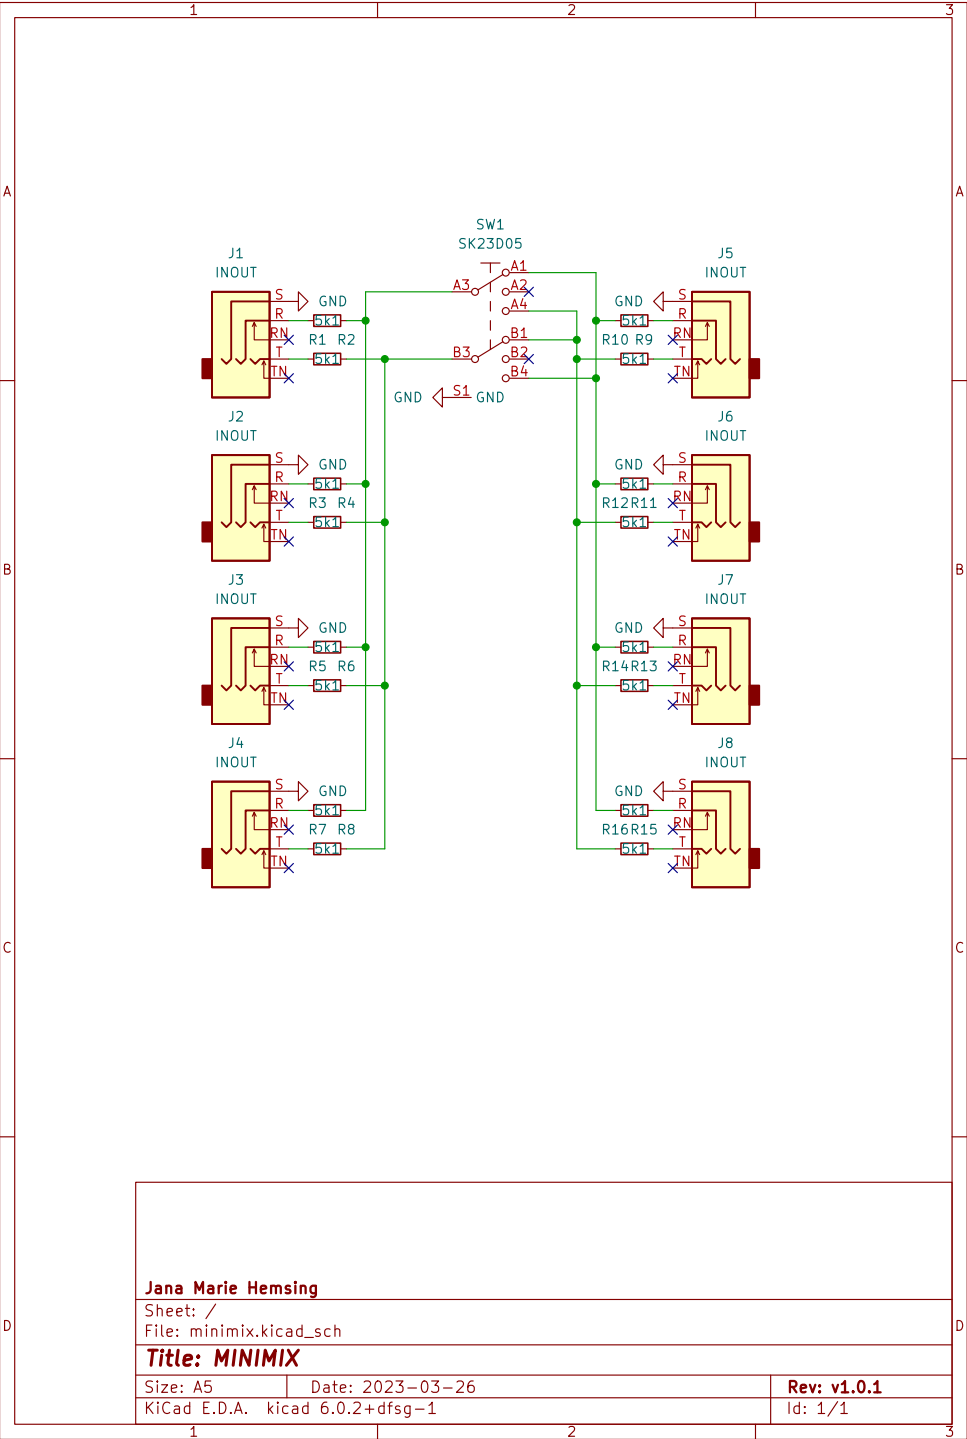 1 2 3
SW1
SK23D05
J1
INOUT
J5
INOUT
A A
A1
A3 A2
A4
B1
B3 B2
B4
S GND
R 5k1
RN R1 R2
T 5k1
TN
GND S
5k1 R
R10 R9 RN
5k1 T
TN
GND S1 GND
J2
INOUT
J6
INOUT
S GND
R 5k1
RN R3 R4
T 5k1
TN
GND S
5k1 R
R12 R11 RN
5k1 T
TN
B B
J3
INOUT
J7
INOUT
S GND
R 5k1
RN R5 R6
T 5k1
TN
GND S
5k1 R
R14 R13 RN
5k1 T
TN
J4
INOUT
J8
INOUT
S GND
R 5k1
RN R7 R8
T 5k1
TN
GND S
5k1 R
R16 R15 RN
5k1 T
TN
C C
D D
Jana Marie Hemsing
Sheet: /
File: minimix.kicad_sch
Title: MINIMIX
Size: A5 Date: 2023-03-26 Rev: v1.0.1
KiCad E.D.A. kicad 6.0.2+dfsg-1 Id: 1/1
1 2 3